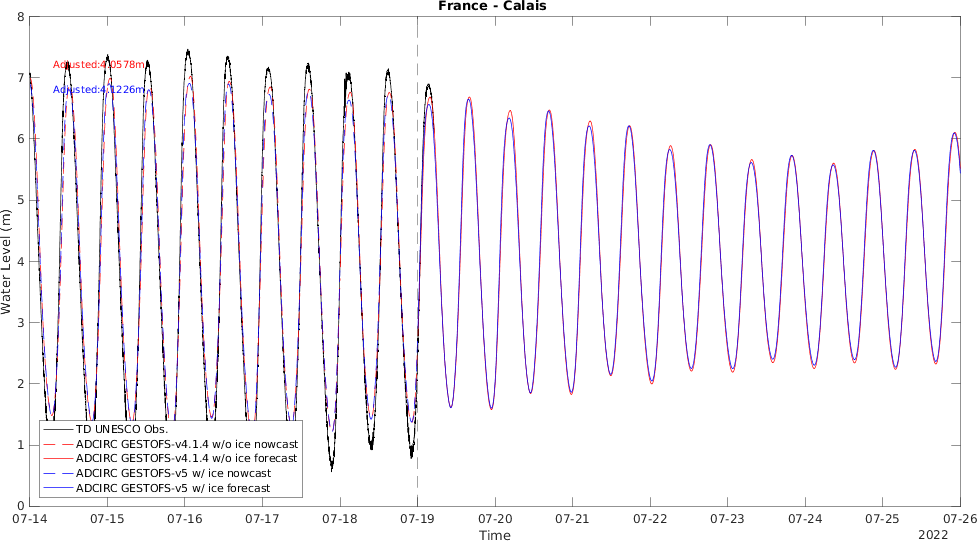 France - Calais
8
7
6
5
4
3
2
1
0
Water Level (m)
Adjusted:4.0578m
Adjusted:4.1226m
TD UNESCO Obs.
ADCIRC GESTOFS-v4.1.4 w/o ice nowcast
ADCIRC GESTOFS-v4.1.4 w/o ice forecast
ADCIRC GESTOFS-v5 w/ ice nowcast
ADCIRC GESTOFS-v5 w/ ice forecast
07-14 07-15 07-16 07-17 07-18 07-19 07-20 07-21 07-22 07-23 07-24 07-25 07-26
Time
2022